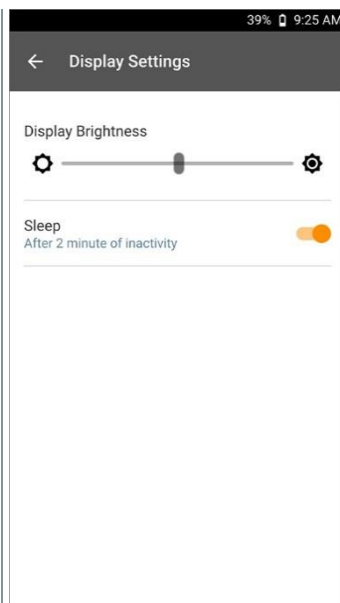 39% 9:25 AM
Display Settings
Display Brightness
Sleep
After 2 minute of inactivity